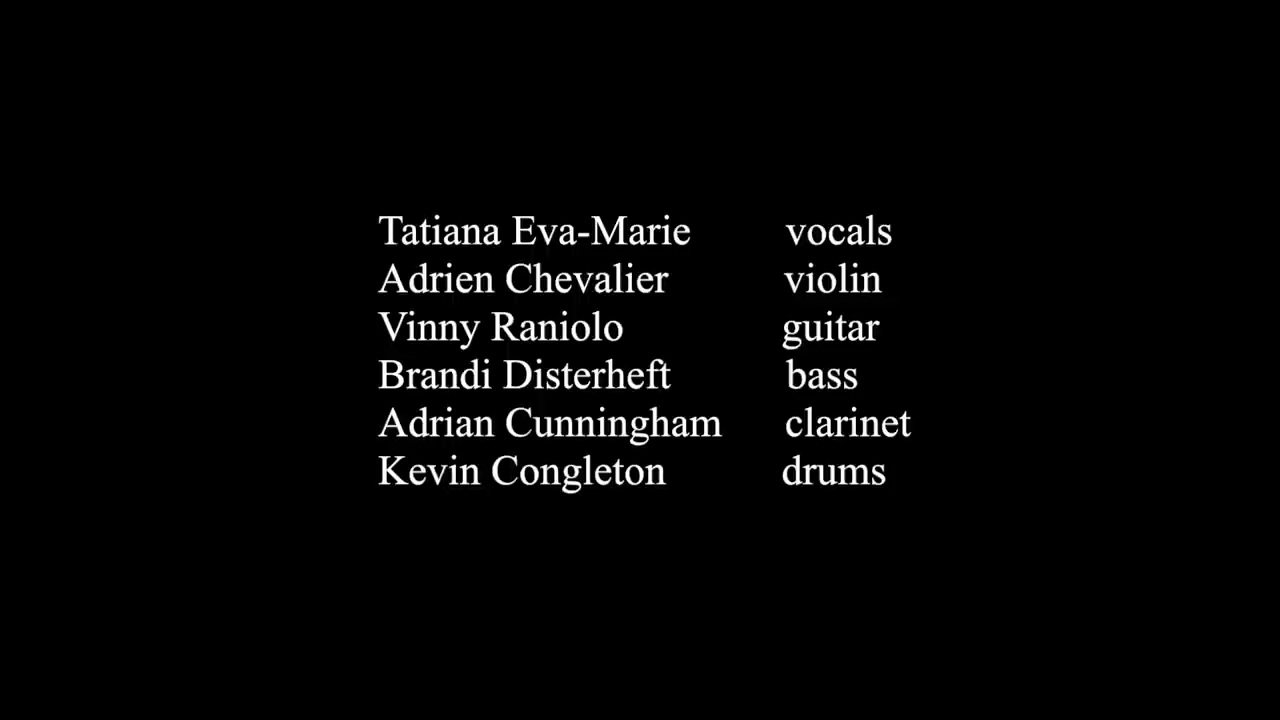 Tatiana Eva-Marie vocals
Adrien Chevalier violin
Vinny Raniolo guitar
Brandi Disterheft bass
Adrian Cunningham clarinet
Kevin Congleton drums